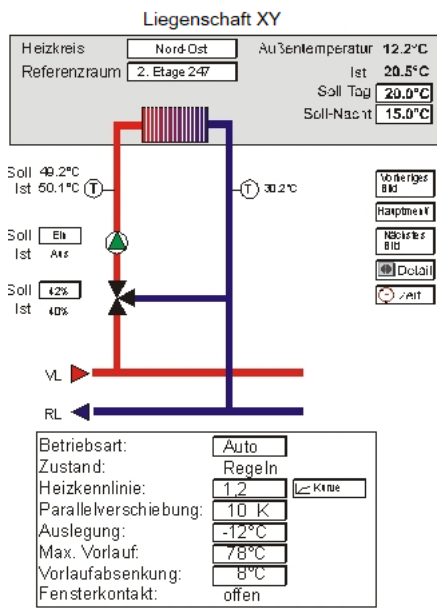 Liegenschaft XY
Heizkreis Nord-Ost Außentemperatur 12.2°C
Referenzraum 2. Etage 247 Ist 20.5°C
Soll Tag 20.0°C
Soll-Nacht 15.0°C
Soll 49.2°C
Ist 50.1°C T T 30.2°C
Vorheriges Bild
Hauptmenü
Soll Ein Nächstes Bild
Ist Aus
Detail
Soll 42% Zeit
Ist 40%
VL
RL
Betriebsart: Auto
Zustand: Regeln
Heizkennlinie: 1,2 Kurve
Parallelverschiebung: 10 K
Auslegung: -12°C
Max. Vorlauf: 78°C
Vorlaufabsenkung: 8°C
Fensterkontakt: offen